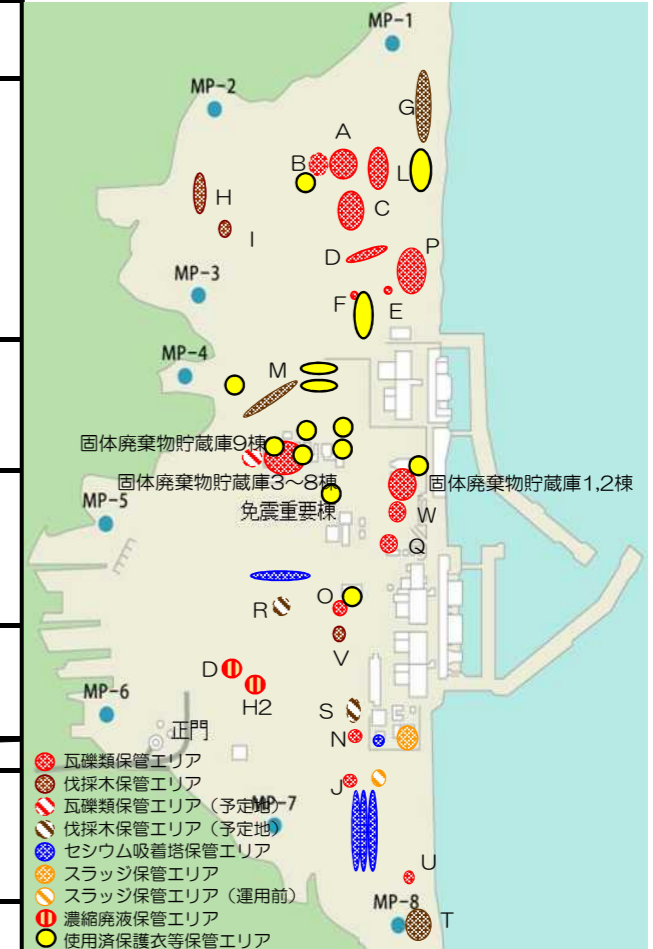 MP-1
MP-2
G
A
B
L
H
C
I
D
P
MP-3
F
E
MP-4
M
固体廃棄物貯蔵庫9棟
固体廃棄物貯蔵庫3～8棟
固体廃棄物貯蔵庫1,2棟
MP-5
免震重要棟
W
Q
R
O
V
D
H2
MP-6
S
正門
N
瓦礫類保管エリア
J
伐採木保管エリア
瓦礫類保管エリア（予定地）
MP-7
伐採木保管エリア（予定地）
セシウム吸着塔保管エリア
スラッジ保管エリア
U
スラッジ保管エリア（運用前）
MP-8
濃縮廃液保管エリア
T
使用済保護衣等保管エリア